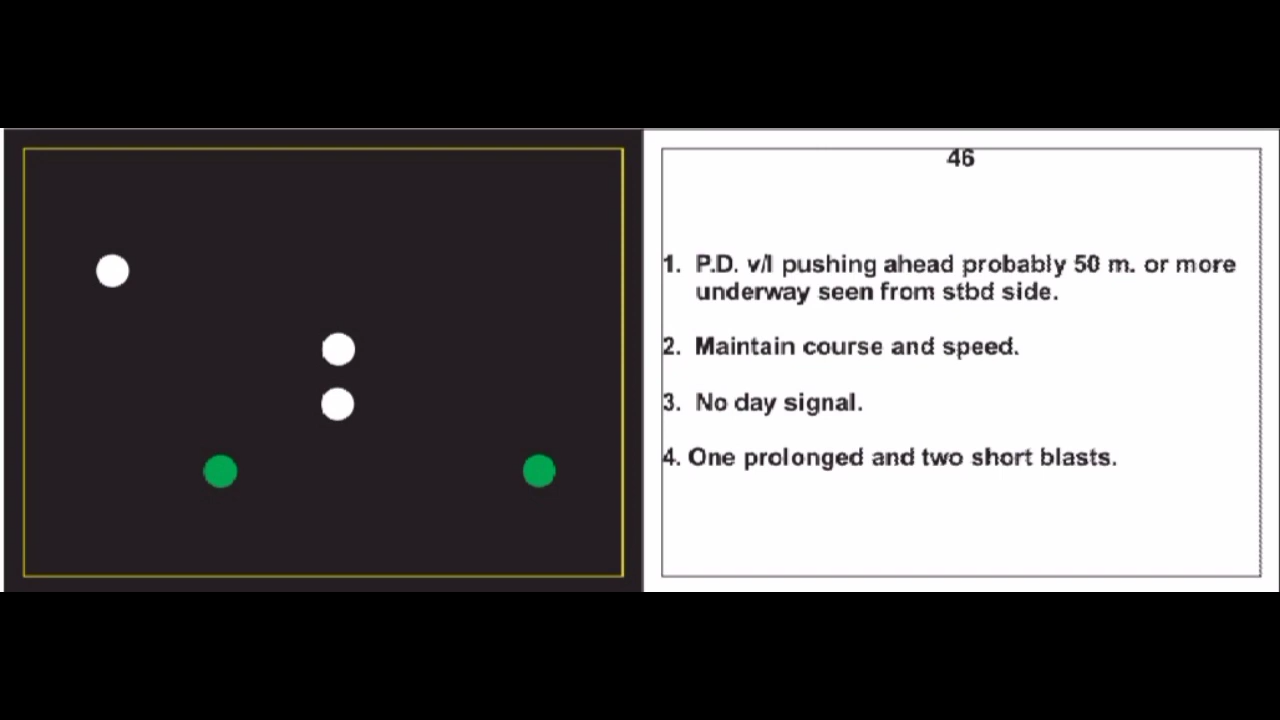 46
1. P.D. v/l pushing ahead probably 50 m. or more
underway seen from stbd side.
2. Maintain course and speed.
3. No day signal.
4. One prolonged and two short blasts.